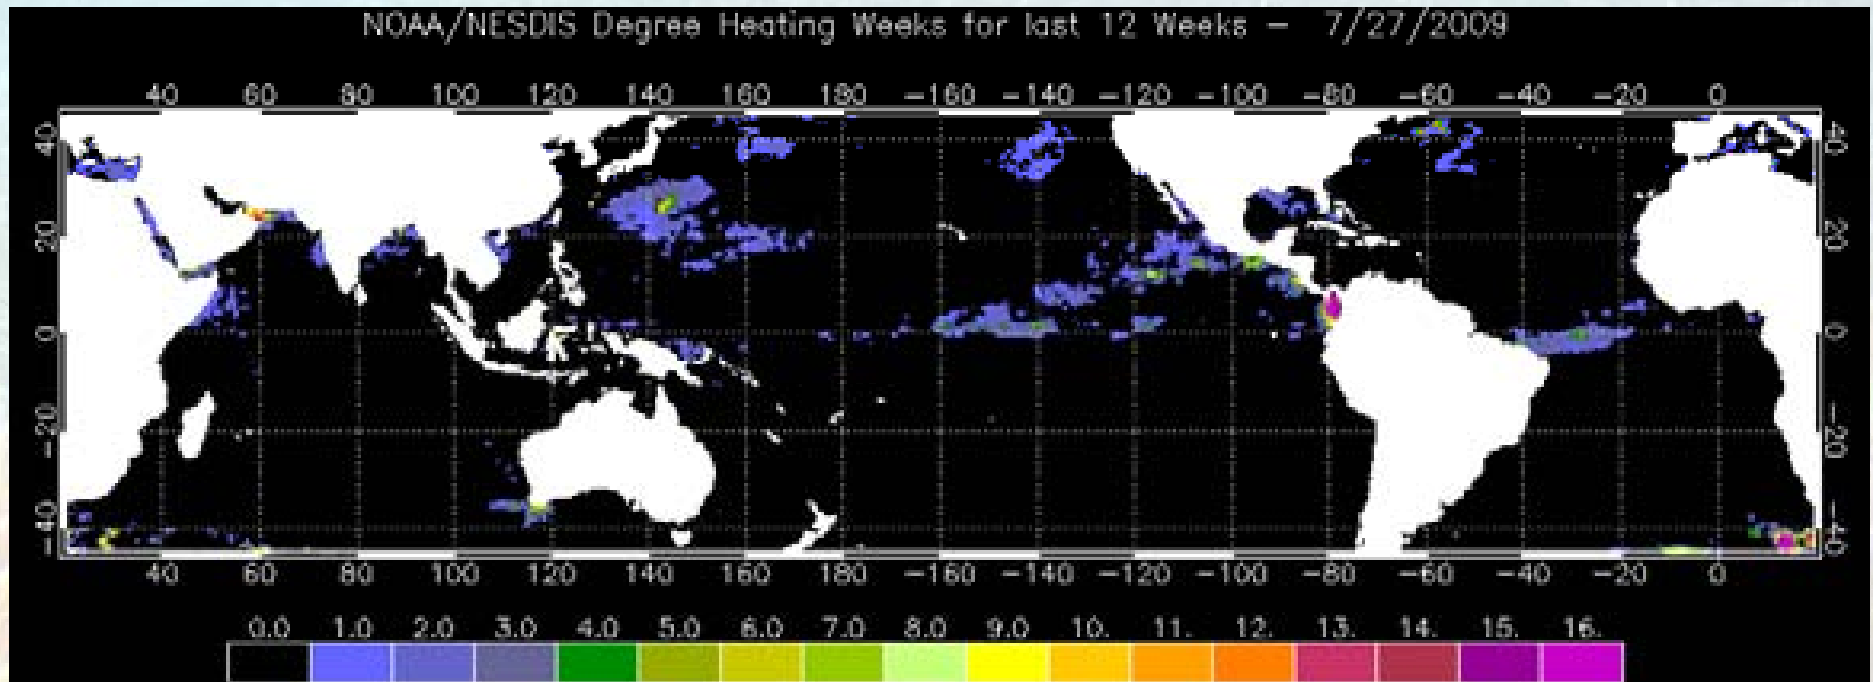 NOAA/NESDIS Degree Heating Weeks for last 12 Weeks - 7/27/2009
40 60 80 100 120 140 160 180 -160 -140 -120 -100 -80 -60 -40 -20 0
40 40
20 20
0 0
-20 -20
-40 -40
40 60 80 100 120 140 160 180 -160 -140 -120 -100 -80 -60 -40 -20 0
0.0 1.0 2.0 3.0 4.0 5.0 6.0 7.0 8.0 9.0 10. 11. 12. 13. 14. 15. 16.